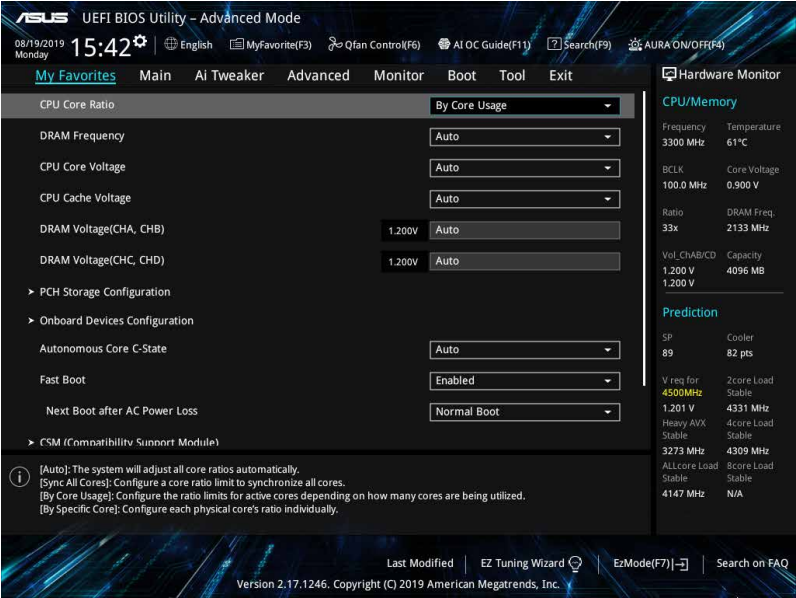 ASUS UEFI BIOS Utility – Advanced Mode
08/19/2019 Monday 15:42 English MyFavorite(F3) Qfan Control(F6) AI OC Guide(F11) ? Search(F9) AURA ON/OFF(F4)
My Favorites Main Ai Tweaker Advanced Monitor Boot Tool Exit
CPU Core Ratio By Core Usage
DRAM Frequency Auto
CPU Core Voltage Auto
CPU Cache Voltage Auto
DRAM Voltage(CHA, CHB) 1.200V Auto
DRAM Voltage(CHC, CHD) 1.200V Auto
> PCH Storage Configuration
> Onboard Devices Configuration
Autonomous Core C-State Auto
Fast Boot Enabled
Next Boot after AC Power Loss Normal Boot
> CSM (Compatibility Support Module)
Hardware Monitor
CPU/Memory
Frequency Temperature
3300 MHz 61°C
BCLK Core Voltage
100.0 MHz 0.900 V
Ratio DRAM Freq.
33x 2133 MHz
Vol_ChAB/CD Capacity
1.200 V 4096 MB
1.200 V
Prediction
SP Cooler
89 82 pts
V req for 2core Load
4500MHz Stable
1.201 V 4331 MHz
Heavy AVX 4core Load
Stable Stable
3273 MHz 4309 MHz
ALLcore Load 8core Load
Stable Stable
4147 MHz N/A
i
[Auto]: The system will adjust all core ratios automatically.
[Sync All Cores]: Configure a core ratio limit to synchronize all cores.
[By Core Usage]: Configure the ratio limits for active cores depending on how many cores are being utilized.
[By Specific Core]: Configure each physical core's ratio individually.
Last Modified EZ Tuning Wizard EzMode(F7) Search on FAQ
Version 2.17.1246. Copyright (C) 2019 American Megatrends, Inc.